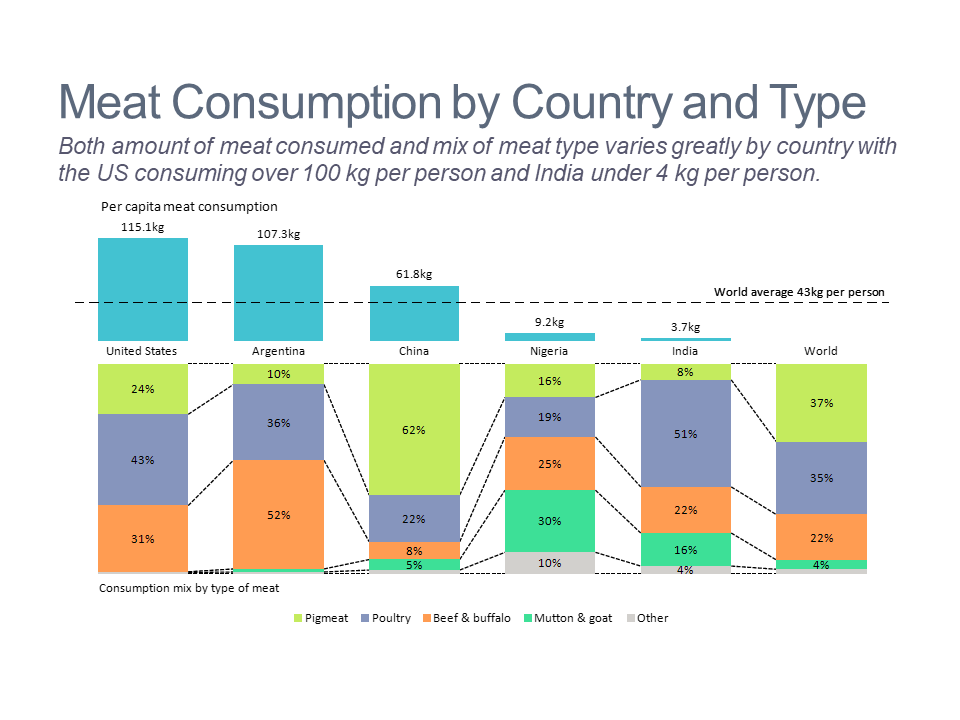 Meat Consumption by Country and Type
Both amount of meat consumed and mix of meat type varies greatly by country with
the US consuming over 100 kg per person and India under 4 kg per person.
Per capita meat consumption
115.1kg
107.3kg
61.8kg
World average 43kg per person
9.2kg
3.7kg
United States Argentina China Nigeria India World
24% 10% 62% 16% 8% 37%
43% 36% 22% 19% 51% 35%
31% 52% 8% 25% 22% 22%
5% 30% 16% 4%
10% 4%
Consumption mix by type of meat
Pigmeat Poultry Beef & buffalo Mutton & goat Other